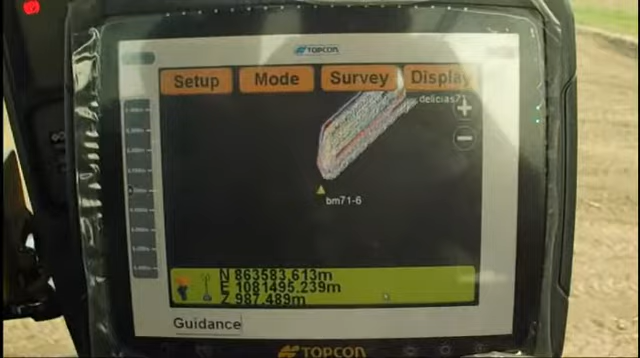 TOPCON
Setup Mode Survey Display
delicias7
bm71-6
N 863583.613m
E 1081495.239m
Z 987.489m
Guidance
TOPCON